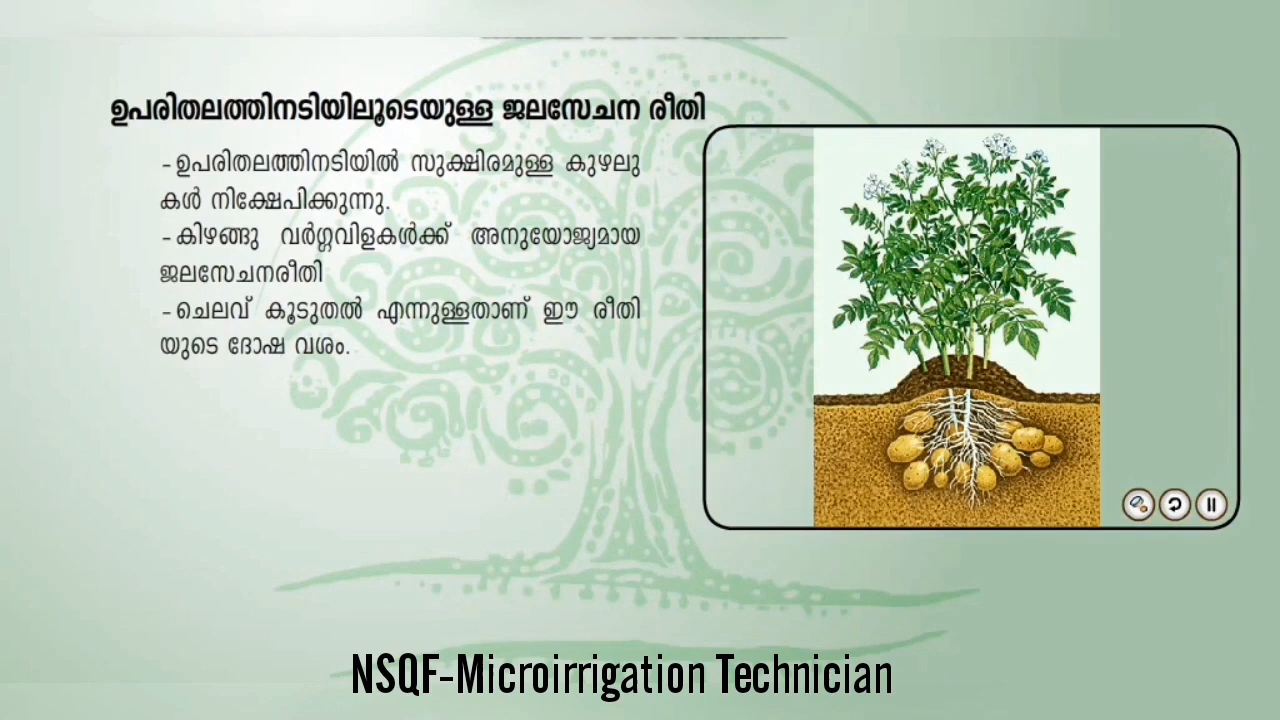 ഉപരിതലത്തിനടിയിലൂടെയുള്ള ജലസേചന രീതി
-ഉപരിതലത്തിനടിയിൽ സുക്ഷിരമുള്ള കുഴലു
കൾ നിക്ഷേപിക്കുന്നു.
-കിഴങ്ങു വർഗ്ഗവിളകൾക്ക് അനുയോജ്യമായ
ജലസേചനരീതി
-ചെലവ് കൂടുതൽ എന്നുള്ളതാണ് ഈ രീതി
യുടെ ദോഷ വശം.
NSQF-Microirrigation Technician